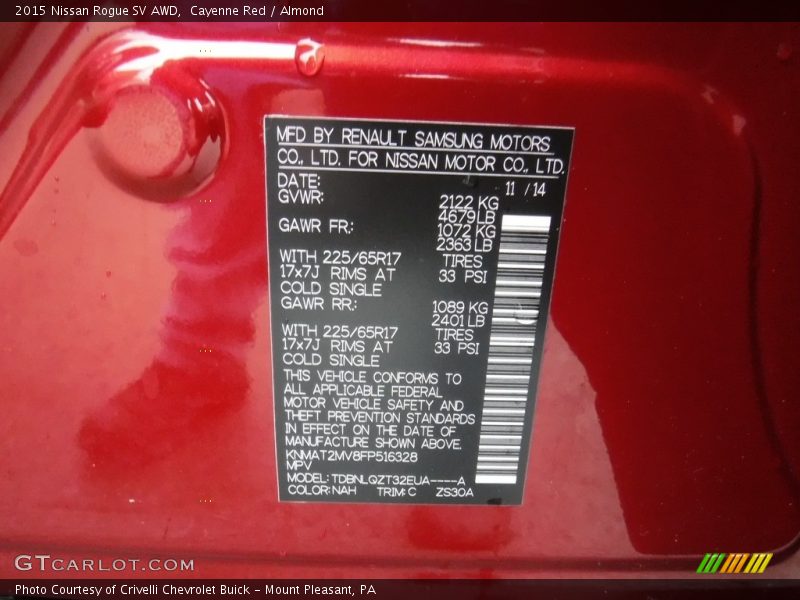 2015 Nissan Rogue SV AWD,  Cayenne Red / Almond
MFD BY RENAULT SAMSUNG MOTORS
CO., LTD. FOR NISSAN MOTOR CO., LTD.
DATE: 11 / 14
GVWR: 2122 KG
4679 LB
GAWR FR.: 1072 KG
2363 LB
WITH 225/65R17 TIRES
17x7J RIMS AT 33 PSI
COLD SINGLE
GAWR RR.: 1089 KG
2401 LB
WITH 225/65R17 TIRES
17x7J RIMS AT 33 PSI
COLD SINGLE
THIS VEHICLE CONFORMS TO
ALL APPLICABLE FEDERAL
MOTOR VEHICLE SAFETY AND
THEFT PREVENTION STANDARDS
IN EFFECT ON THE DATE OF
MANUFACTURE SHOWN ABOVE.
KNMAT2MV8FP516328
MPV
MODEL: TDBNLQZT32EUA----A
COLOR: NAH TRIM: C ZS30A
GTCARLOT.COM
Photo Courtesy of Crivelli Chevrolet Buick - Mount Pleasant, PA